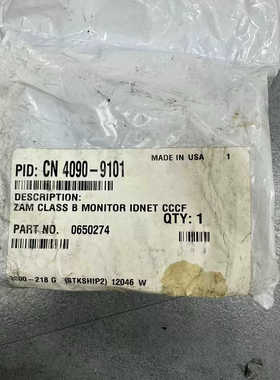 MADE IN USA 1
PID: CN 4090-9101
DESCRIPTION:
ZAM CLASS B MONITOR IDNET CCCF
QTY: 1
PART NO. 0650274
-218 G (STKSHIP2) 12046 W